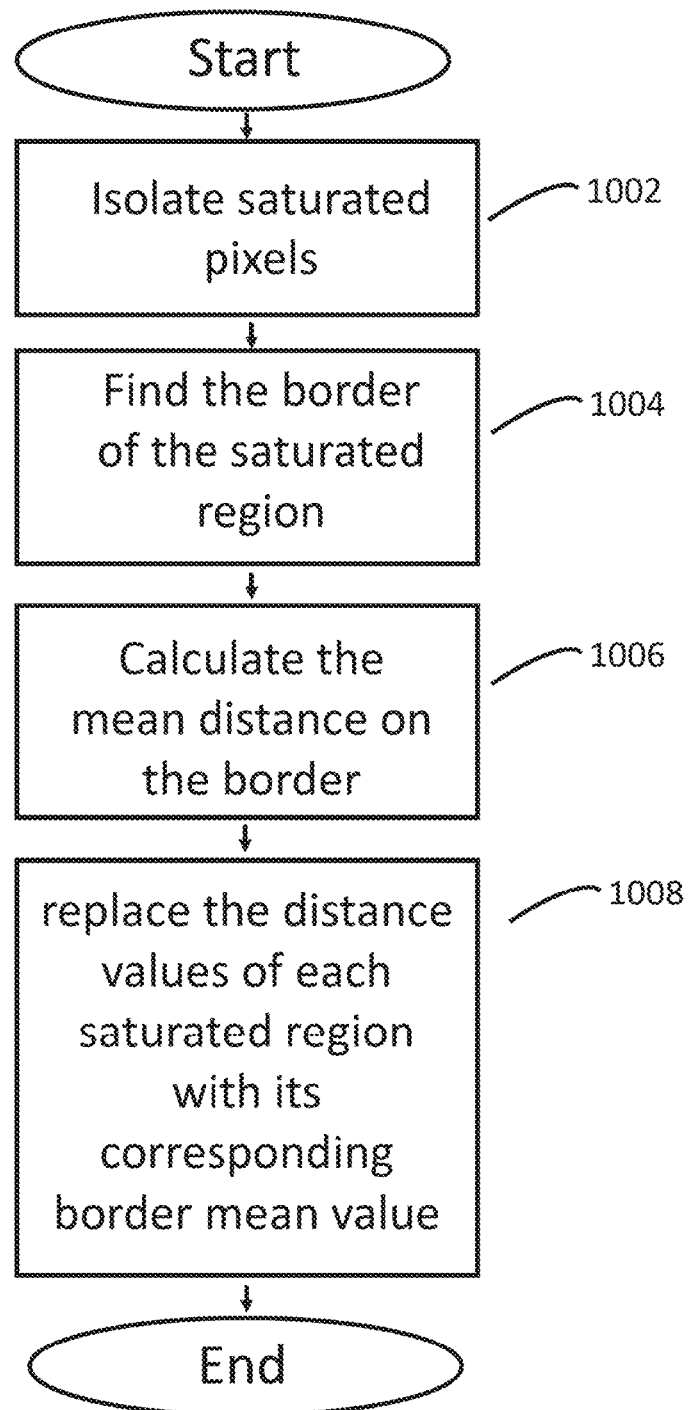 Start
Isolate saturated
pixels
1002
Find the border
of the saturated
region
1004
Calculate the
mean distance on
the border
1006
replace the distance
values of each
saturated region
with its
corresponding
border mean value
1008
End